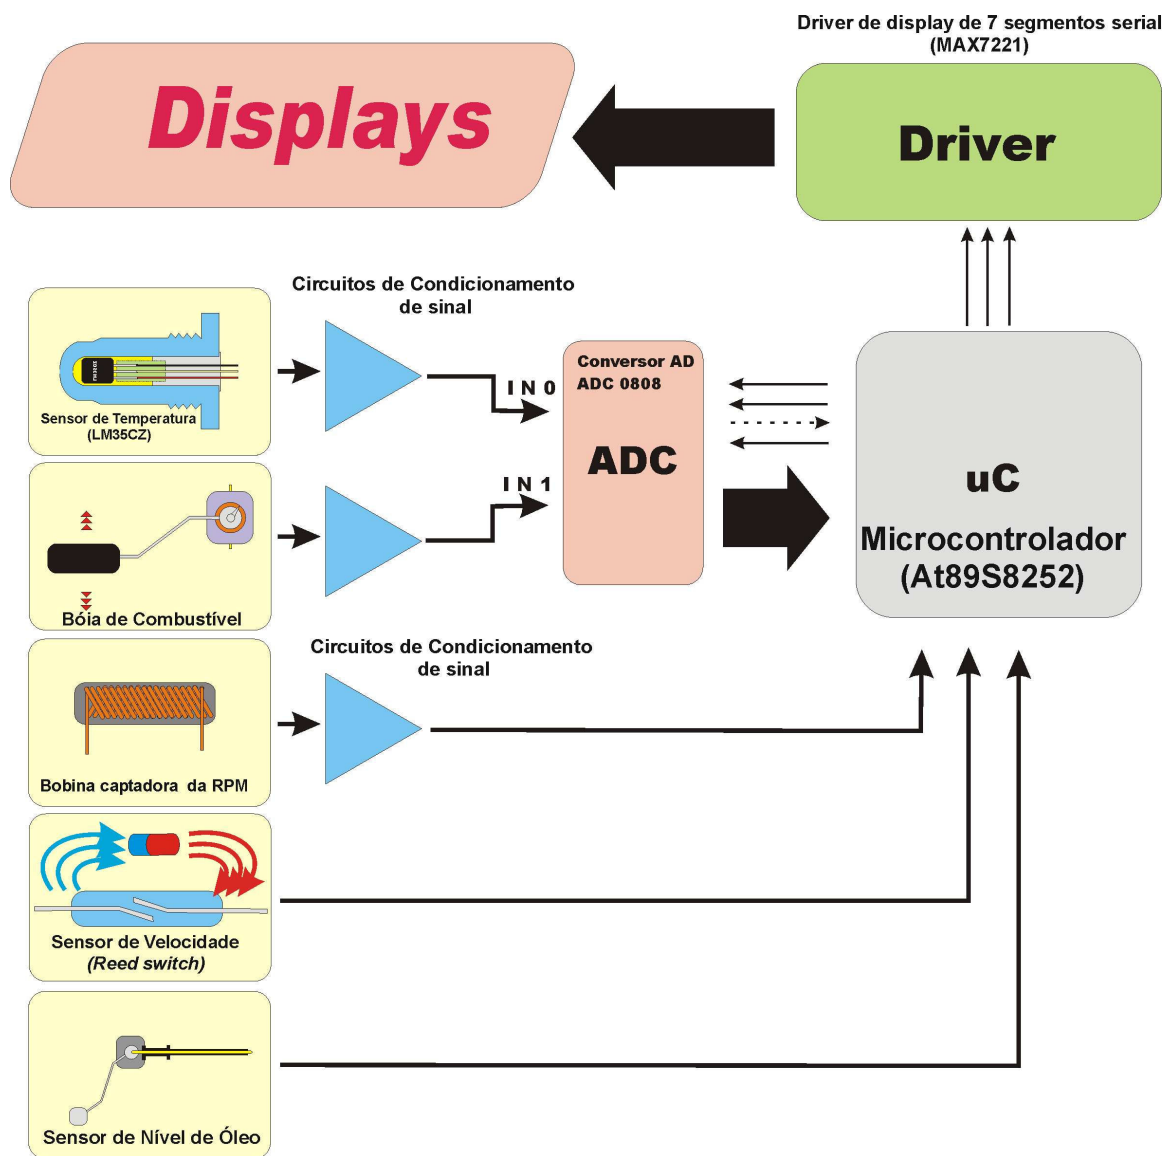 Driver de display de 7 segmentos serial
(MAX7221)
Displays
Driver
Circuitos de Condicionamento
de sinal
Sensor de Temperatura
(LM35CZ)
I N 0
Conversor AD
ADC 0808
ADC
I N 1
uC
Microcontrolador
(At89S8252)
Bóia de Combustível
Circuitos de Condicionamento
de sinal
Bobina captadora da RPM
Sensor de Velocidade
(Reed switch)
Sensor de Nível de Óleo